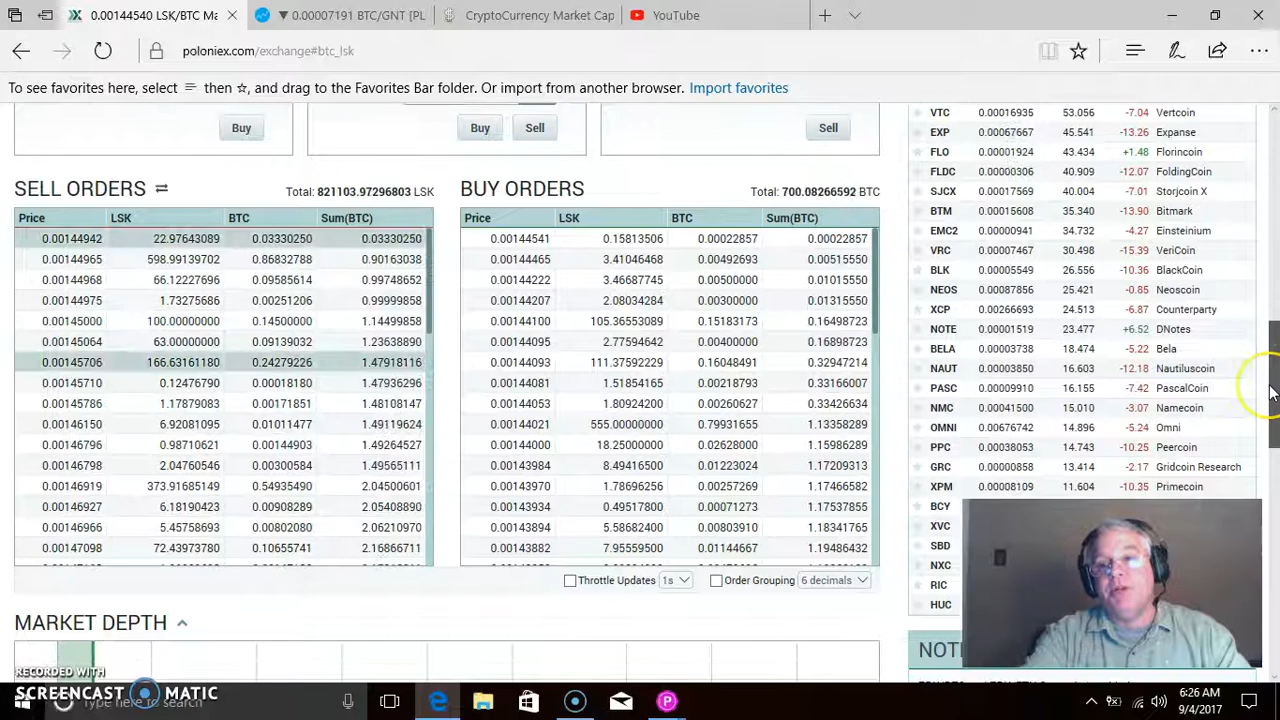 0.00144540 LSK/BTC Ma
▼ 0.00007191 BTC/GNT [PL
CryptoCurrency Market Cap
YouTube
poloniex.com/exchange#btc_lsk
To see favorites here, select ≡ then ☆, and drag to the Favorites Bar folder. Or import from another browser. Import favorites
Buy
Buy
Sell
Sell
SELL ORDERS
Total: 821103.97296803 LSK
Price LSK BTC Sum(BTC)
0.00144942 22.97643089 0.03330250 0.03330250
0.00144965 598.99139702 0.86832788 0.90163038
0.00144968 66.12227696 0.09585614 0.99748652
0.00144975 1.73275686 0.00251206 0.99999858
0.00145000 100.00000000 0.14500000 1.14499858
0.00145064 63.00000000 0.09139032 1.23638890
0.00145706 166.63161180 0.24279226 1.47918116
0.00145710 0.12476790 0.00018180 1.47936296
0.00145786 1.17879083 0.00171851 1.48108147
0.00146150 6.92081095 0.01011477 1.49119624
0.00146796 0.98710621 0.00144903 1.49264527
0.00146798 2.04760546 0.00300584 1.49565111
0.00146919 373.91685149 0.54935490 2.04500601
0.00146927 6.18190423 0.00908289 2.05408890
0.00146966 5.45758693 0.00802080 2.06210970
0.00147098 72.43973780 0.10655741 2.16866711
BUY ORDERS
Total: 700.08266592 BTC
Price LSK BTC Sum(BTC)
0.00144541 0.15813506 0.00022857 0.00022857
0.00144465 3.41046468 0.00492693 0.00515550
0.00144222 3.46687745 0.00500000 0.01015550
0.00144207 2.08034284 0.00300000 0.01315550
0.00144100 105.36553089 0.15183173 0.16498723
0.00144095 2.77594642 0.00400000 0.16898723
0.00144093 111.37592229 0.16048491 0.32947214
0.00144081 1.51854165 0.00218793 0.33166007
0.00144053 1.80924200 0.00260627 0.33426634
0.00144021 555.00000000 0.79931655 1.13358289
0.00144000 18.25000000 0.02628000 1.15986289
0.00143984 8.49416500 0.01223024 1.17209313
0.00143970 1.78696256 0.00257269 1.17466582
0.00143934 0.49517800 0.00071273 1.17537855
0.00143894 5.58682400 0.00803910 1.18341765
0.00143882 7.95559500 0.01144667 1.19486432
Throttle Updates 1s
Order Grouping 6 decimals
MARKET DEPTH
VTC 0.00016935 53.056 -7.04 Vertcoin
EXP 0.00067667 45.541 -13.26 Expanse
FLO 0.00001924 43.434 +1.48 Florincoin
FLDC 0.00000306 40.909 -12.07 FoldingCoin
SJCX 0.00017569 40.004 -7.01 Storjcoin X
BTM 0.00015608 35.340 -13.90 Bitmark
EMC2 0.00000941 34.732 -4.27 Einsteinium
VRC 0.00007467 30.498 -15.39 VeriCoin
BLK 0.00005549 26.556 -10.36 BlackCoin
NEOS 0.00087856 25.421 -0.85 Neoscoin
XCP 0.00266693 24.513 -6.87 Counterparty
NOTE 0.00001519 23.477 +6.52 DNotes
BELA 0.00003738 18.474 -5.22 Bela
NAUT 0.00003850 16.603 -12.18 Nautiluscoin
PASC 0.00009910 16.155 -7.42 PascalCoin
NMC 0.00041500 15.010 -3.07 Namecoin
OMNI 0.00676742 14.896 -5.24 Omni
PPC 0.00038053 14.743 -10.25 Peercoin
GRC 0.00000858 13.414 -2.17 Gridcoin Research
XPM 0.00008109 11.604 -10.35 Primecoin
BCY
XVC
SBD
NXC
RIC
HUC
RECORDED WITH
SCREENCAST MATIC
Type here to search
6:26 AM
9/4/2017